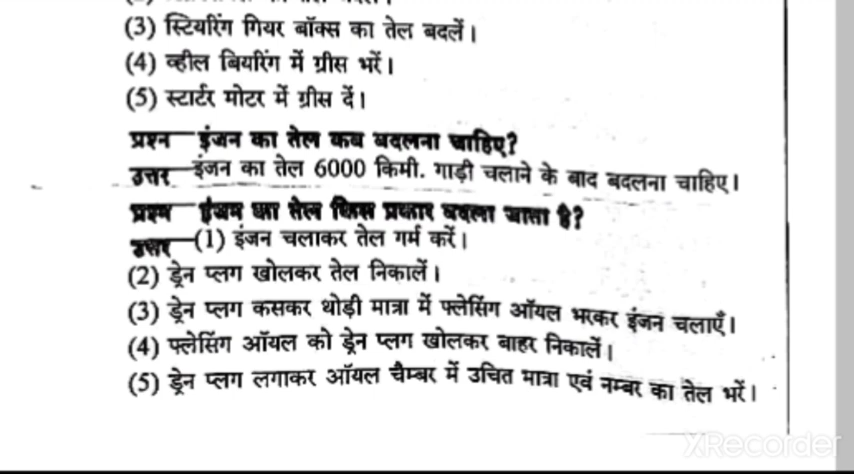 (3) स्टियरिंग गियर बॉक्स का तेल बदलें।
(4) व्हील बियरिंग में ग्रीस भरें।
(5) स्टार्टर मोटर में ग्रीस दें।
प्रश्न इंजन का तेल कब बदलना चाहिए?
उत्तर इंजन का तेल 6000 किमी. गाड़ी चलाने के बाद बदलना चाहिए।
प्रश्न इंजन का तेल किस प्रकार बदला जाता है?
उत्तर (1) इंजन चलाकर तेल गर्म करें।
(2) ड्रेन प्लग खोलकर तेल निकालें।
(3) ड्रेन प्लग कसकर थोड़ी मात्रा में फ्लेसिंग ऑयल भरकर इंजन चलाएँ।
(4) फ्लेसिंग ऑयल को ड्रेन प्लग खोलकर बाहर निकालें।
(5) ड्रेन प्लग लगाकर ऑयल चैम्बर में उचित मात्रा एवं नम्बर का तेल भरें।
XRecorder